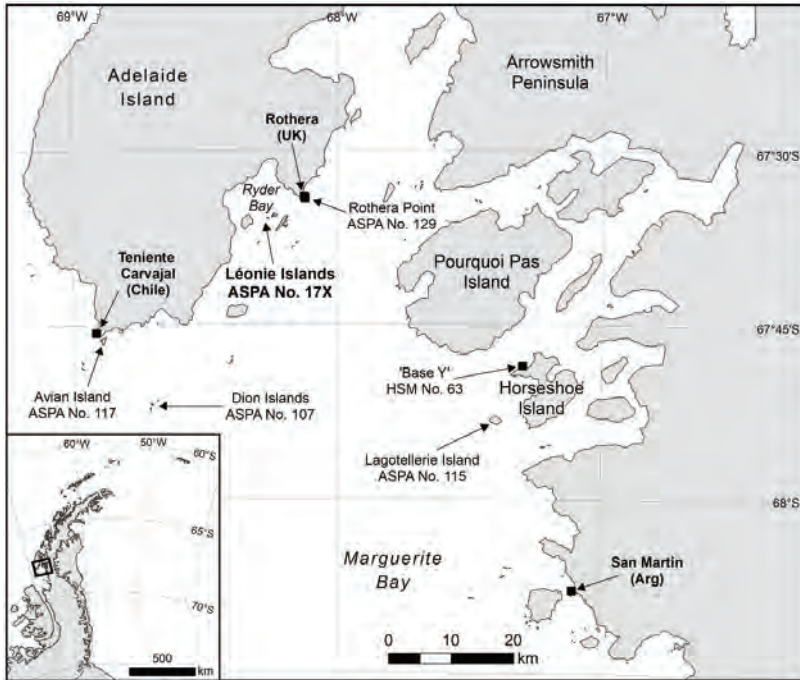 69°W
68°W
67°W
Adelaide
Island
Arrowsmith
Peninsula
Rothera
(UK)
67°30'S
Ryder
Bay
Rothera Point
ASPA No. 129
Teniente
Carvajal
(Chile)
Léonie Islands
ASPA No. 17X
Pourquoi Pas
Island
67°45'S
Avian Island
ASPA No. 117
Dion Islands
ASPA No. 107
'Base Y'
HSM No. 63
Horseshoe
Island
Lagotellerie Island
ASPA No. 115
68°S
Marguerite
Bay
San Martin
(Arg)
0 10 20
km
60°W
50°W
60°S
65°S
70°S
500
km